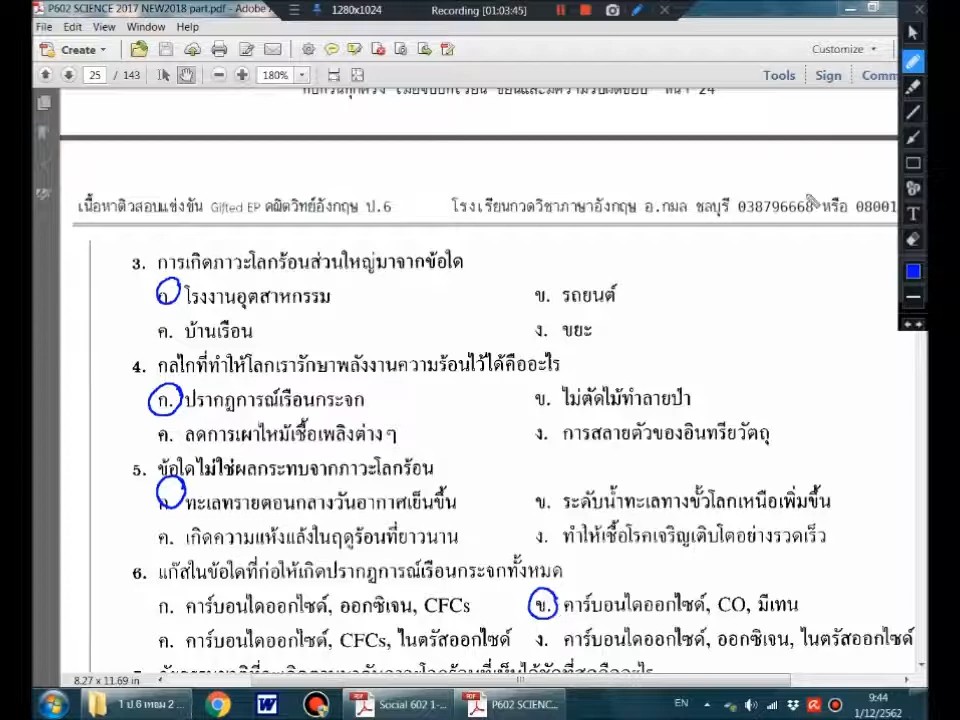 P602 SCIENCE 2017 NEW2018 part.pdf - Adobe
1280x1024
Recording [01:03:45]
File Edit View Window Help
Create
Customize
25 / 143
180%
Tools Sign Comm
หน้า 24
เนื้อหาติวสอบแข่งขัน Gifted EP คณิตวิทย์อังกฤษ ป.6 โรงเรียนกวดวิชาภาษาอังกฤษ อ.กมล ชลบุรี 038796668 หรือ 08001
3. การเกิดภาวะโลกร้อนส่วนใหญ่มาจากข้อใด
ก. โรงงานอุตสาหกรรม ข. รถยนต์
ค. บ้านเรือน ง. ขยะ
4. กลไกที่ทำให้โลกเรารักษาพลังงานความร้อนไว้ได้คืออะไร
ก. ปรากฏการณ์เรือนกระจก ข. ไม่ตัดไม้ทำลายป่า
ค. ลดการเผาไหม้เชื้อเพลิงต่าง ๆ ง. การสลายตัวของอินทรียวัตถุ
5. ข้อใดไม่ใช่ผลกระทบจากภาวะโลกร้อน
ก. ทะเลทรายตอนกลางวันอากาศเย็นขึ้น ข. ระดับน้ำทะเลทางขั้วโลกเหนือเพิ่มขึ้น
ค. เกิดความแห้งแล้งในฤดูร้อนที่ยาวนาน ง. ทำให้เชื้อโรคเจริญเติบโตอย่างรวดเร็ว
6. แก๊สในข้อใดที่ก่อให้เกิดปรากฏการณ์เรือนกระจกทั้งหมด
ก. คาร์บอนไดออกไซด์, ออกซิเจน, CFCs ข. คาร์บอนไดออกไซด์, CO, มีเทน
ค. คาร์บอนไดออกไซด์, CFCs, ไนตรัสออกไซด์ ง. คาร์บอนไดออกไซด์, ออกซิเจน, ไนตรัสออกไซด์
8.27 x 11.69 in
1 ป.6 เทอม 2 ... Social 602 1-... P602 SCIENC... EN 9:44
1/12/2562